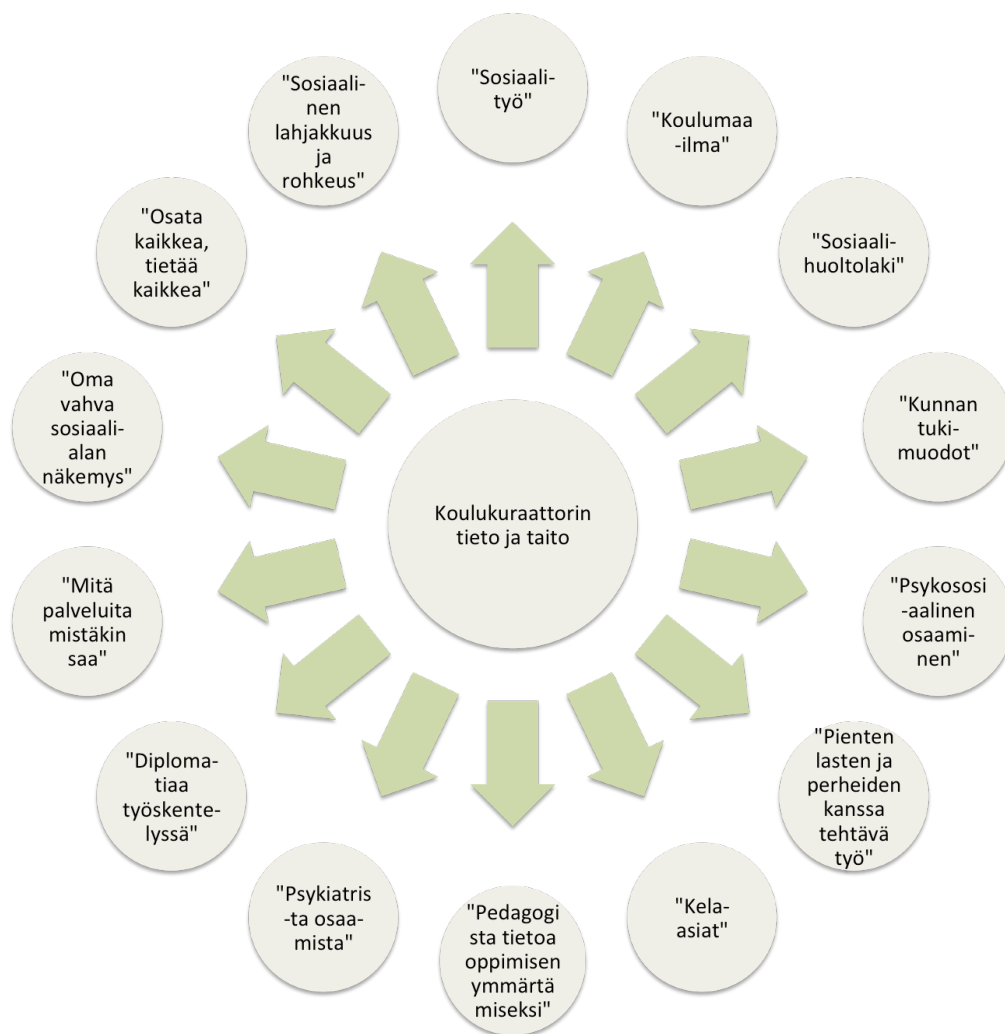 "Sosiaali-
työ"
"Koulumaa
-ilma"
"Sosiaali-
huoltolaki"
"Kunnan
tuki-
muodot"
"Psykososi
-aalinen
osaami-
nen"
"Pienten
lasten ja
perheiden
kanssa
tehtävä
työ"
"Kela-
asiat"
"Pedagogi
sta tietoa
oppimisen
ymmärtä
miseksi"
"Psykiatris
-ta osaa-
mista"
"Diploma-
tiaa
työskente-
lyssä"
"Mitä
palveluita
mistäkin
saa"
"Oma
vahva
sosiaali-
alan
näkemys"
"Osata
kaikkea,
tietää
kaikkea"
"Sosiaali-
nen
lahjakkuus
ja
rohkeus"
Koulukuraattorin
tieto ja taito